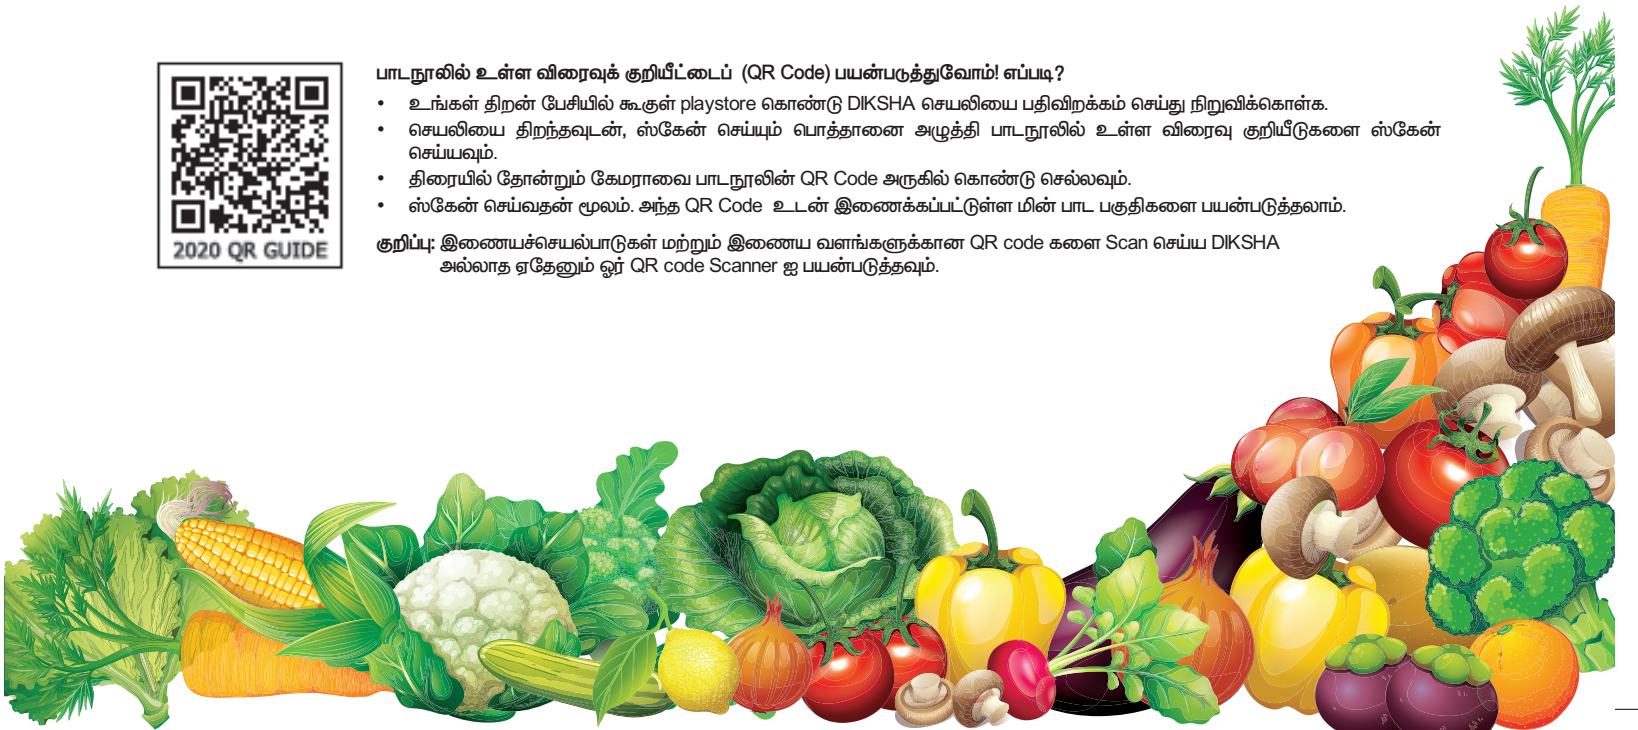 பாடநூலில் உள்ள விரைவுக் குறியீட்டைப் (QR Code) பயன்படுத்துவோம்! எப்படி?
• உங்கள் திறன் பேசியில் கூகுள் playstore கொண்டு DIKSHA செயலியை பதிவிறக்கம் செய்து நிறுவிக்கொள்க.
• செயலியை திறந்தவுடன், ஸ்கேன் செய்யும் பொத்தானை அழுத்தி பாடநூலில் உள்ள விரைவு குறியீடுகளை ஸ்கேன்
செய்யவும்.
• திரையில் தோன்றும் கேமராவை பாடநூலின் QR Code அருகில் கொண்டு செல்லவும்.
• ஸ்கேன் செய்வதன் மூலம். அந்த QR Code உடன் இணைக்கப்பட்டுள்ள மின் பாட பகுதிகளை பயன்படுத்தலாம்.
குறிப்பு: இணையச்செயல்பாடுகள் மற்றும் இணைய வளங்களுக்கான QR code களை Scan செய்ய DIKSHA
அல்லாத ஏதேனும் ஓர் QR code Scanner ஐ பயன்படுத்தவும்.
2020 QR GUIDE